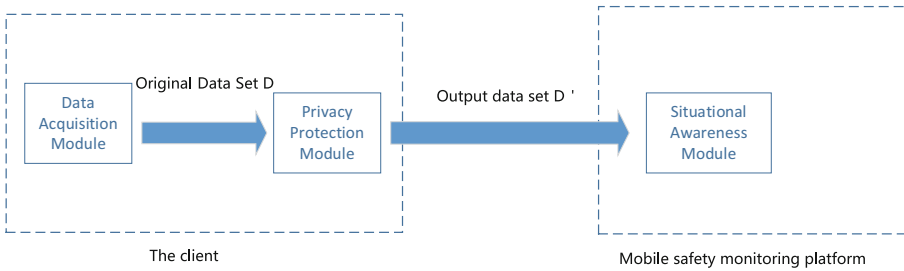 Original Data Set D
Data
Acquisition
Module
Privacy
Protection
Module
Output data set D '
Situational
Awareness
Module
The client
Mobile safety monitoring platform